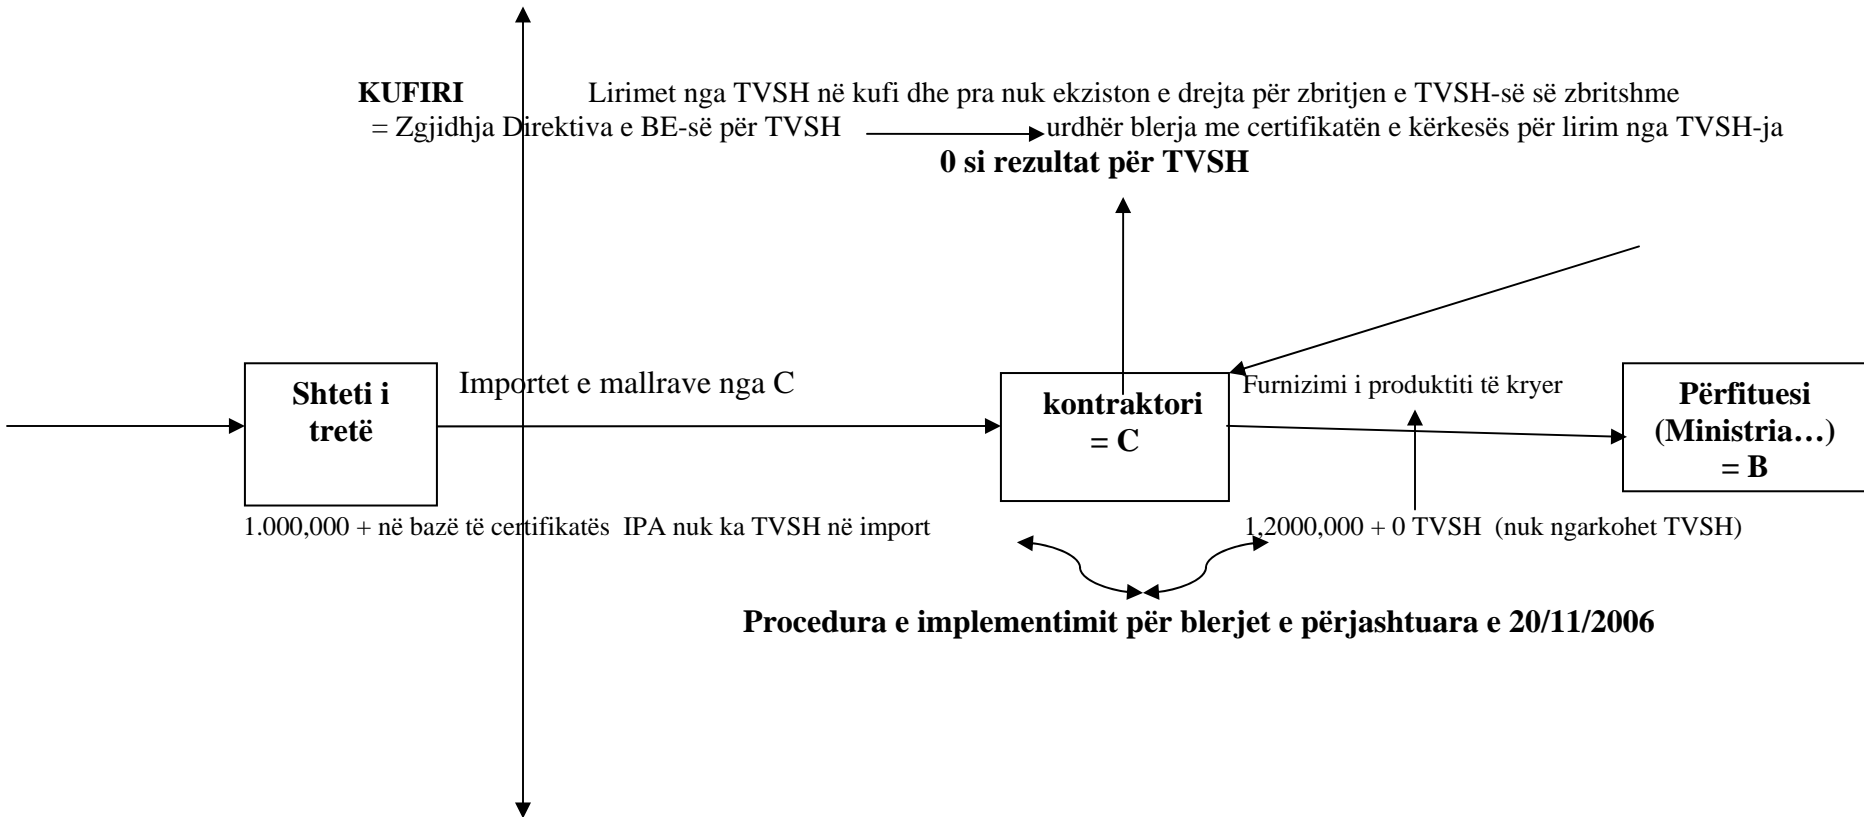 KUFIRI Lirimet nga TVSH në kufi dhe pra nuk ekziston e drejta për zbritjen e TVSH-së së zbritshme
= Zgjidhja Direktiva e BE-së për TVSH urdhër blerja me certifikatën e kërkesës për lirim nga TVSH-ja
0 si rezultat për TVSH
Shteti i
tretë
Importet e mallrave nga C
kontraktori
= C
Furnizimi i produktiti të kryer
Përfituesi
(Ministria…)
= B
1.000,000 + në bazë të certifikatës IPA nuk ka TVSH në import
1,2000,000 + 0 TVSH (nuk ngarkohet TVSH)
Procedura e implementimit për blerjet e përjashtuara e 20/11/2006